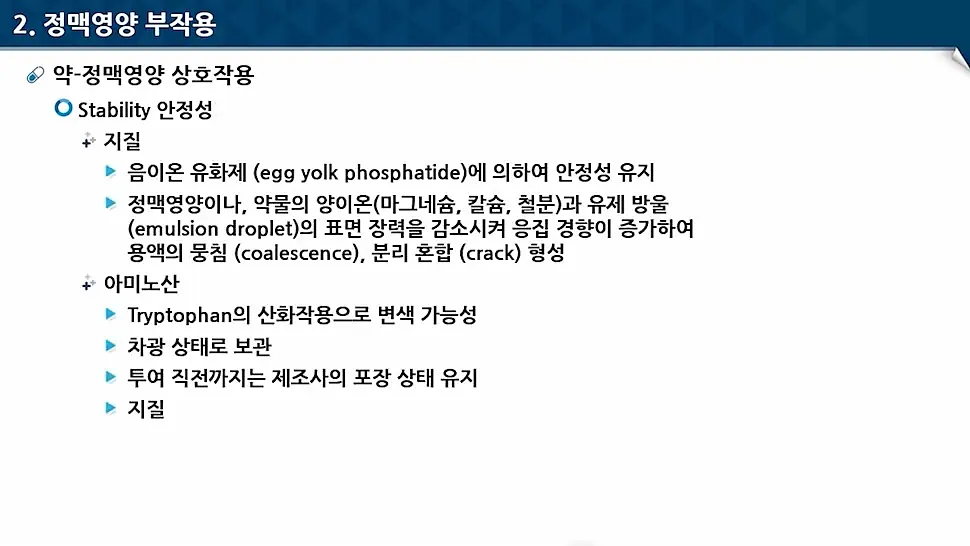 2. 정맥영양 부작용
약-정맥영양 상호작용
Stability 안정성
지질
음이온 유화제 (egg yolk phosphatide)에 의하여 안정성 유지
정맥영양이나, 약물의 양이온(마그네슘, 칼슘, 철분)과 유제 방울
(emulsion droplet)의 표면 장력을 감소시켜 응집 경향이 증가하여
용액의 뭉침 (coalescence), 분리 혼합 (crack) 형성
아미노산
Tryptophan의 산화작용으로 변색 가능성
차광 상태로 보관
투여 직전까지는 제조사의 포장 상태 유지
지질